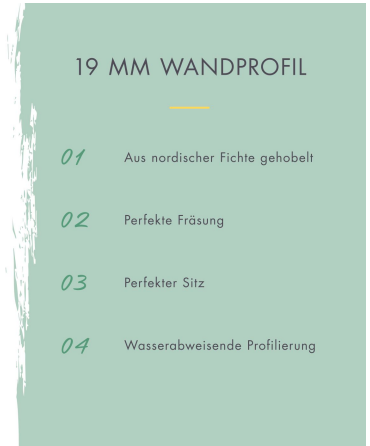 19 MM WANDPROFIL
01 Aus nordischer Fichte gehobelt
02 Perfekte Fräsung
03 Perfekter Sitz
04 Wasserabweisende Profilierung